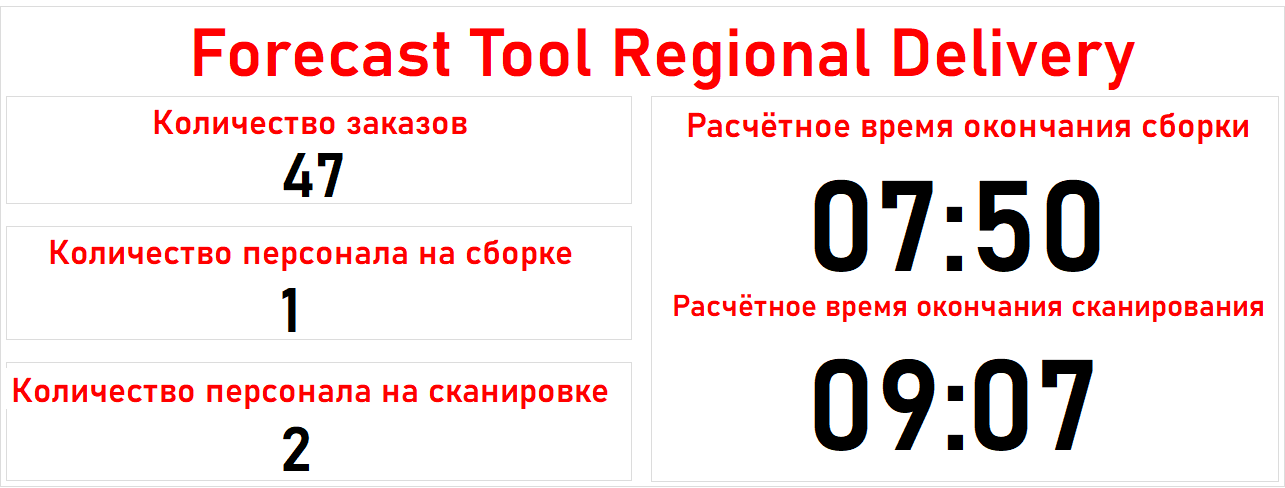 Forecast Tool Regional Delivery
Количество заказов
47
Количество персонала на сборке
1
Количество персонала на сканировке
2
Расчётное время окончания сборки
07:50
Расчётное время окончания сканирования
09:07